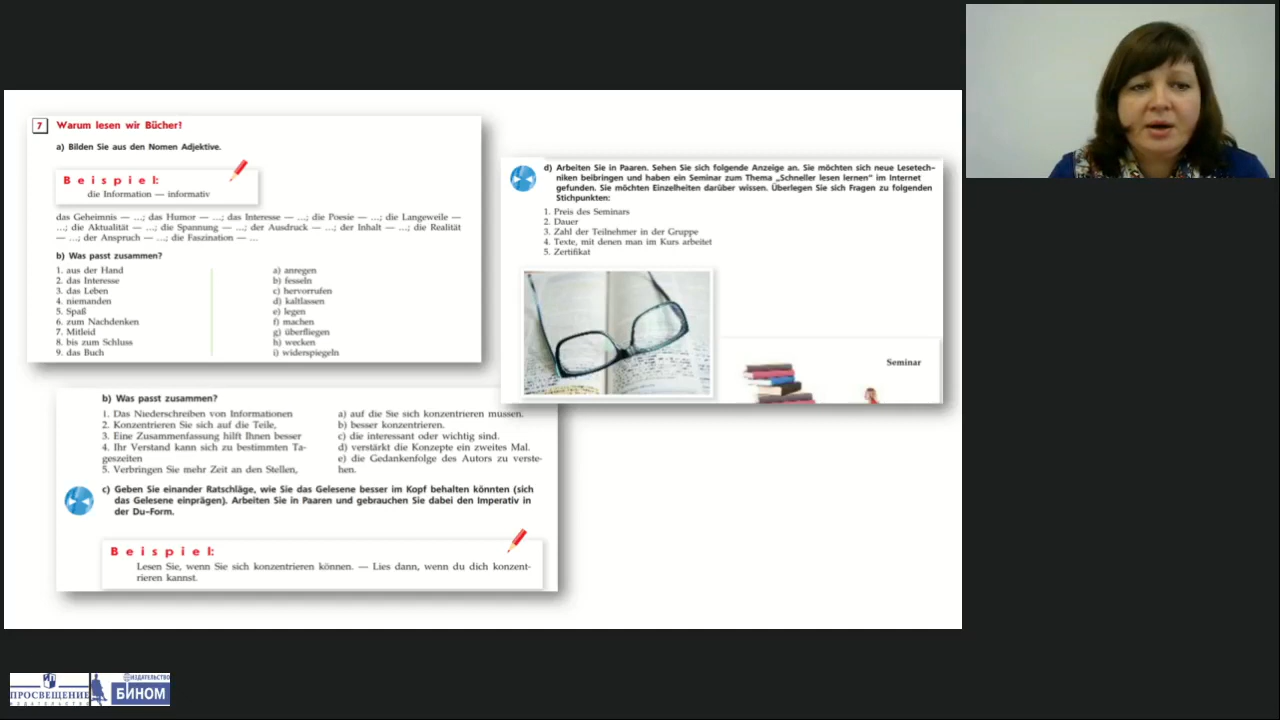 7 Warum lesen wir Bücher!
a) Bilden Sie aus den Nomen Adjektive.
Beispiel:
die Information — informativ
das Geheimnis — ...; das Humor — ...; das Interesse — ...; die Poesie — ...; die Langeweile —
...; die Aktualität — ...; die Spannung — ...; der Ausdruck — ...; der Inhalt — ...; die Realität
— ...; der Anspruch — ...; die Faszination — ...
b) Was passt zusammen?
1. aus der Hand
2. das Interesse
3. das Leben
4. niemanden
5. Spaß
6. zum Nachdenken
7. Mitleid
8. bis zum Schluss
9. das Buch
a) anregen
b) fesseln
c) hervorrufen
d) kaltlassen
e) legen
f) machen
g) überfliegen
h) wecken
i) widerspiegeln
d) Arbeiten Sie in Paaren. Sehen Sie sich folgende Anzeige an. Sie möchten sich neue Lesetech-
niken beibringen und haben ein Seminar zum Thema „Schneller lesen lernen“ im Internet
gefunden. Sie möchten Einzelheiten darüber wissen. Überlegen Sie sich Fragen zu folgenden
Stichpunkten:
1. Preis des Seminars
2. Dauer
3. Zahl der Teilnehmer in der Gruppe
4. Texte, mit denen man im Kurs arbeitet
5. Zertifikat
Seminar
b) Was passt zusammen?
1. Das Niederschreiben von Informationen
2. Konzentrieren Sie sich auf die Teile,
3. Eine Zusammenfassung hilft Ihnen besser
4. Ihr Verstand kann sich zu bestimmten Ta-
geszeiten
5. Verbringen Sie mehr Zeit an den Stellen,
a) auf die Sie sich konzentrieren müssen.
b) besser konzentrieren.
c) die interessant oder wichtig sind.
d) verstärkt die Konzepte ein zweites Mal.
e) die Gedankenfolge des Autors zu verste-
hen.
c) Geben Sie einander Ratschläge, wie Sie das Gelesene besser im Kopf behalten könnten (sich
das Gelesene einprägen). Arbeiten Sie in Paaren und gebrauchen Sie dabei den Imperativ in
der Du-Form.
Beispiel:
Lesen Sie, wenn Sie sich konzentrieren können. — Lies dann, wenn du dich konzent-
rieren kannst.
ПРОСВЕЩЕНИЕ
ИЗДАТЕЛЬСТВО
ИЗДАТЕЛЬСТВО
БИНОМ